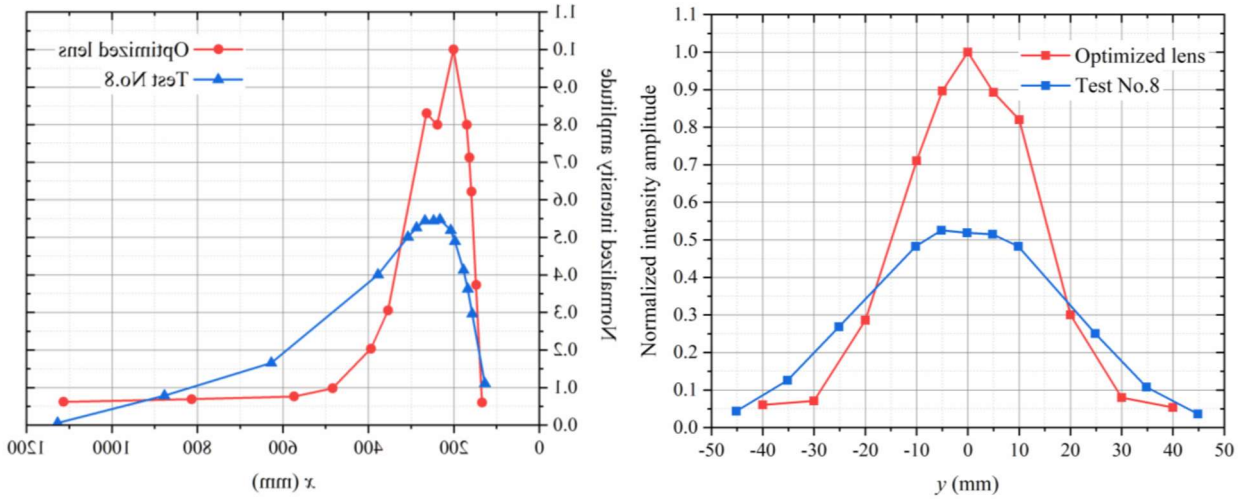 Optimized lens
Test No.8
1.1
1.0
0.9
0.8
0.7
0.6
0.5
0.4
0.3
0.2
0.1
0.0
Normalized intensity amplitude
1200 1000 800 600 400 200 0
x (mm)
Normalized intensity amplitude
1.1
1.0
0.9
0.8
0.7
0.6
0.5
0.4
0.3
0.2
0.1
0.0
Optimized lens
Test No.8
-50 -40 -30 -20 -10 0 10 20 30 40 50
y (mm)